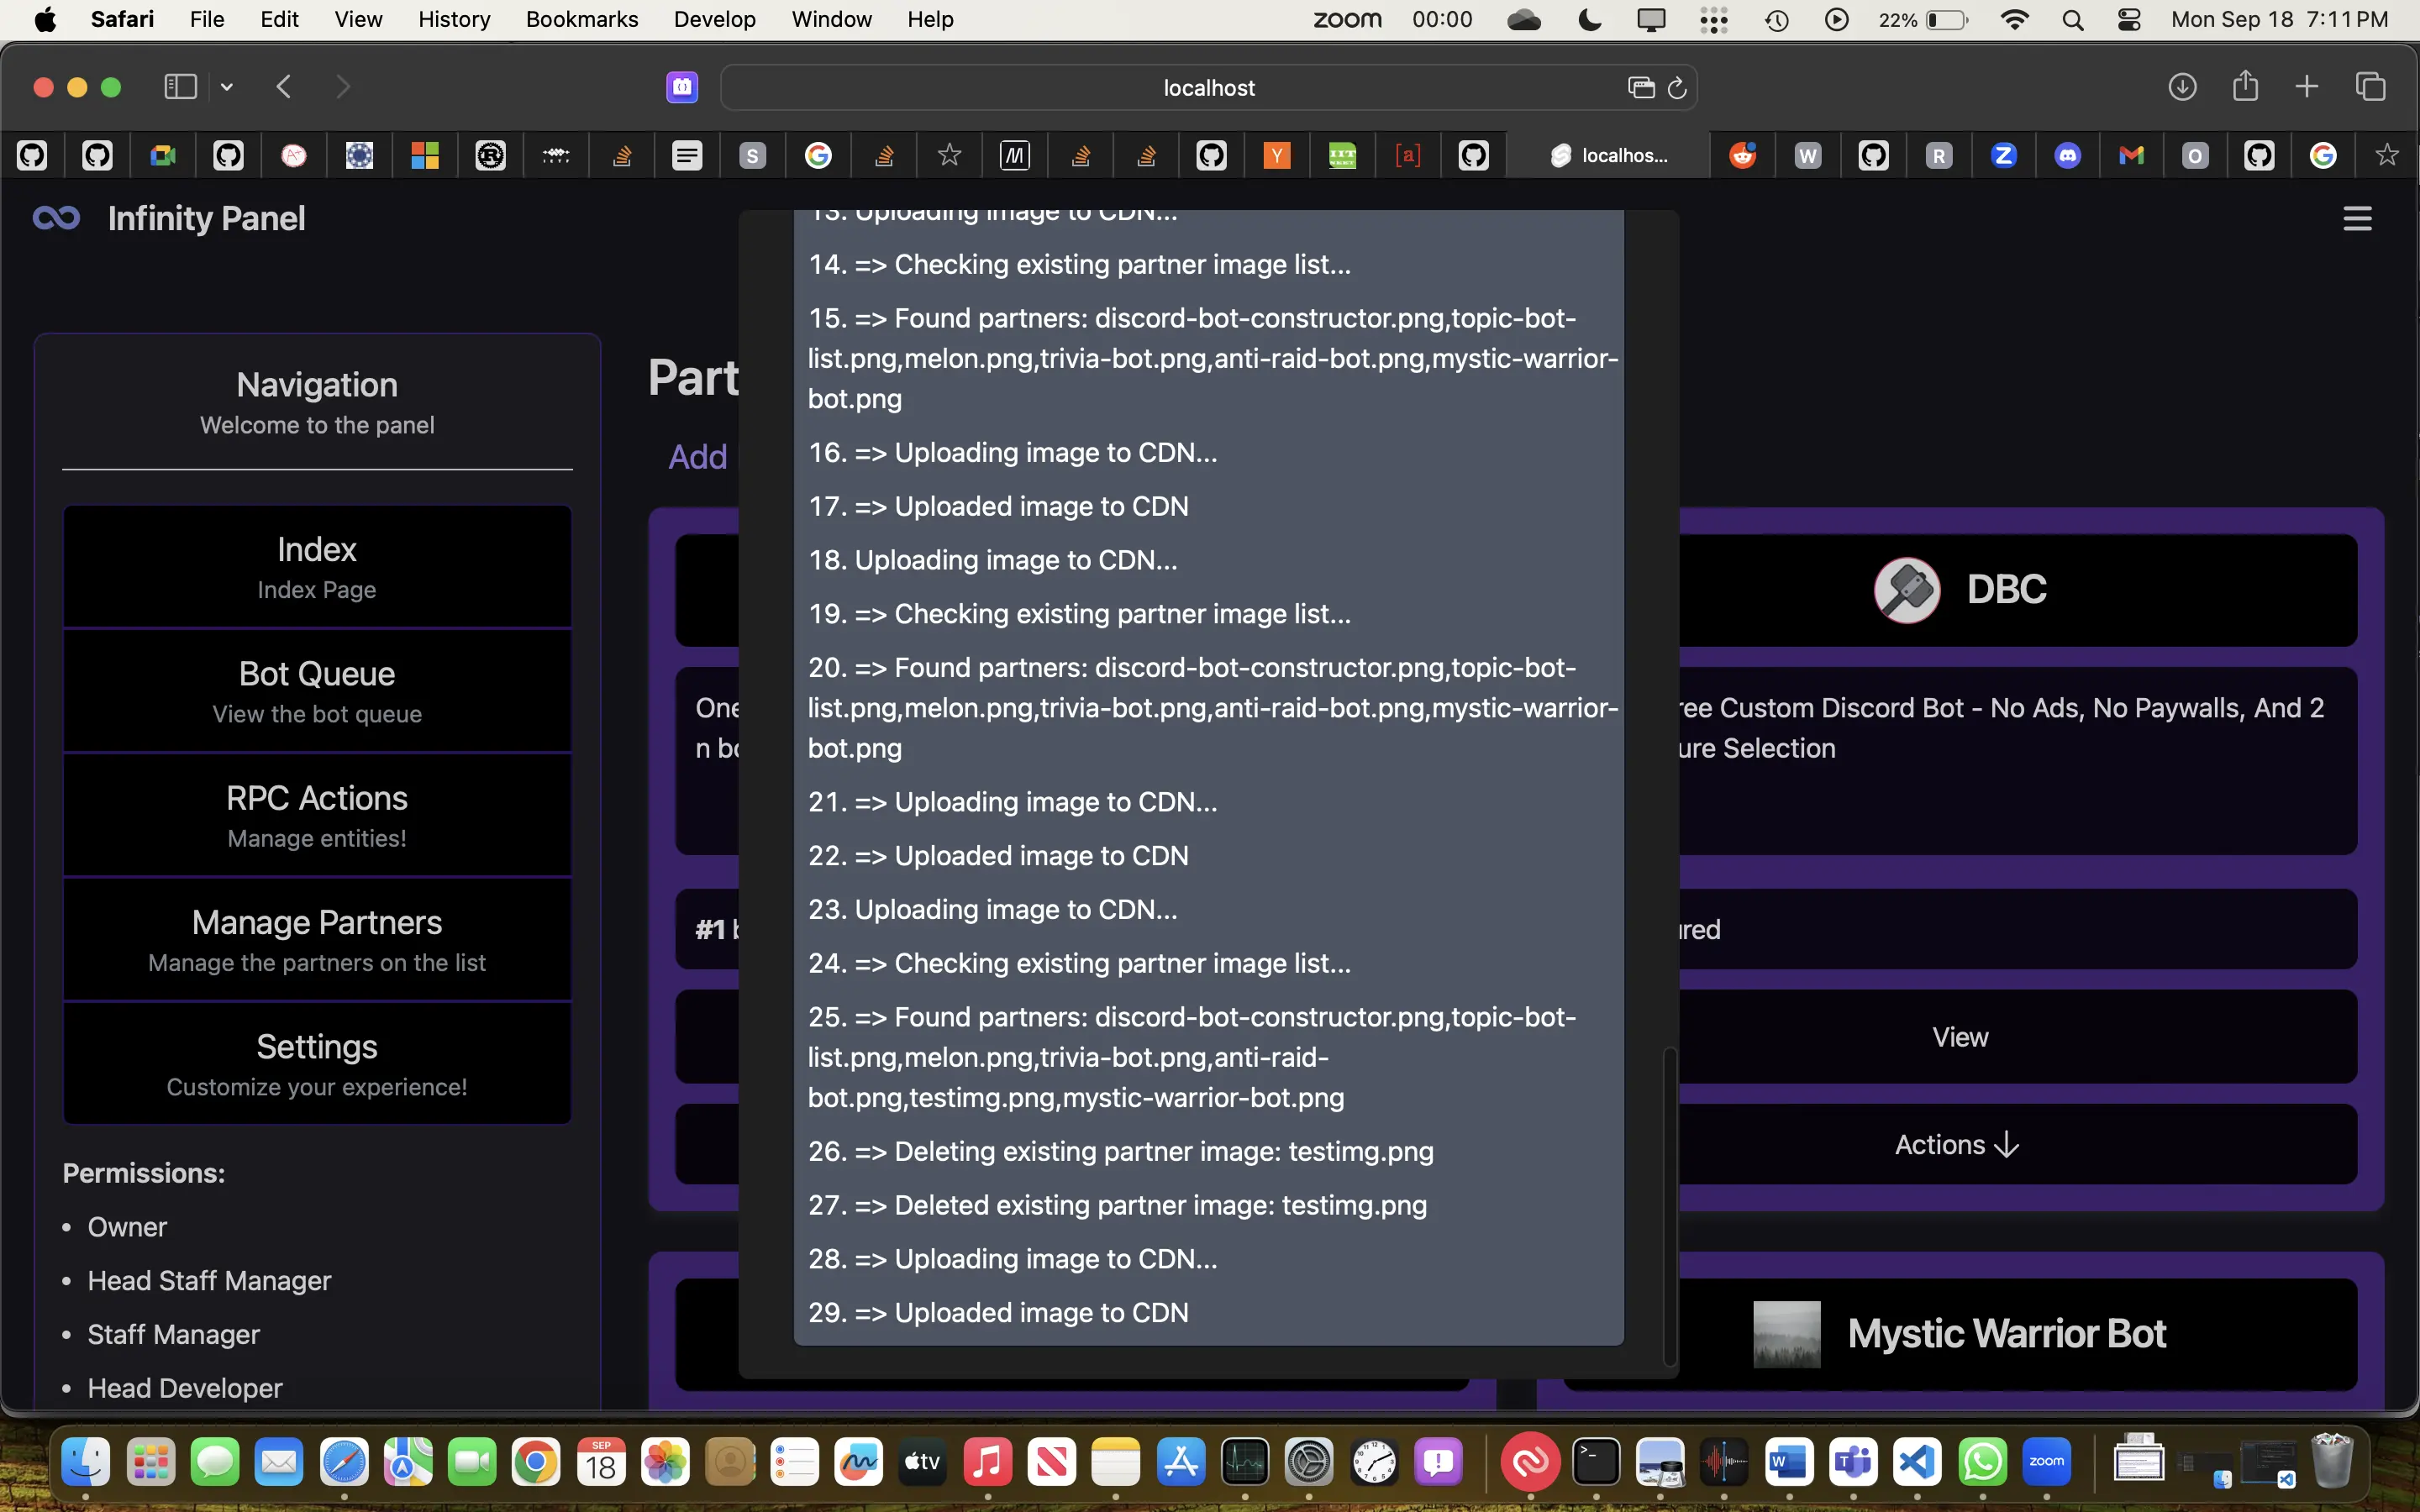 Safari File Edit View History Bookmarks Develop Window Help zoom 00:00 22% Mon Sep 18 7:11 PM
localhost
localhos...
Infinity Panel
Navigation
Welcome to the panel
Index
Index Page
Bot Queue
View the bot queue
RPC Actions
Manage entities!
Manage Partners
Manage the partners on the list
Settings
Customize your experience!
Permissions:
• Owner
• Head Staff Manager
• Staff Manager
• Head Developer
Part
Add
One
n bo
#1 b
13. Uploading image to CDN...
14. => Checking existing partner image list...
15. => Found partners: discord-bot-constructor.png,topic-bot-
list.png,melon.png,trivia-bot.png,anti-raid-bot.png,mystic-warrior-
bot.png
16. => Uploading image to CDN...
17. => Uploaded image to CDN
18. Uploading image to CDN...
19. => Checking existing partner image list...
20. => Found partners: discord-bot-constructor.png,topic-bot-
list.png,melon.png,trivia-bot.png,anti-raid-bot.png,mystic-warrior-
bot.png
21. => Uploading image to CDN...
22. => Uploaded image to CDN
23. Uploading image to CDN...
24. => Checking existing partner image list...
25. => Found partners: discord-bot-constructor.png,topic-bot-
list.png,melon.png,trivia-bot.png,anti-raid-
bot.png,testimg.png,mystic-warrior-bot.png
26. => Deleting existing partner image: testimg.png
27. => Deleted existing partner image: testimg.png
28. => Uploading image to CDN...
29. => Uploaded image to CDN
DBC
ree Custom Discord Bot - No Ads, No Paywalls, And 2
ure Selection
ured
View
Actions ↓
Mystic Warrior Bot
SEP
18
tv
zoom